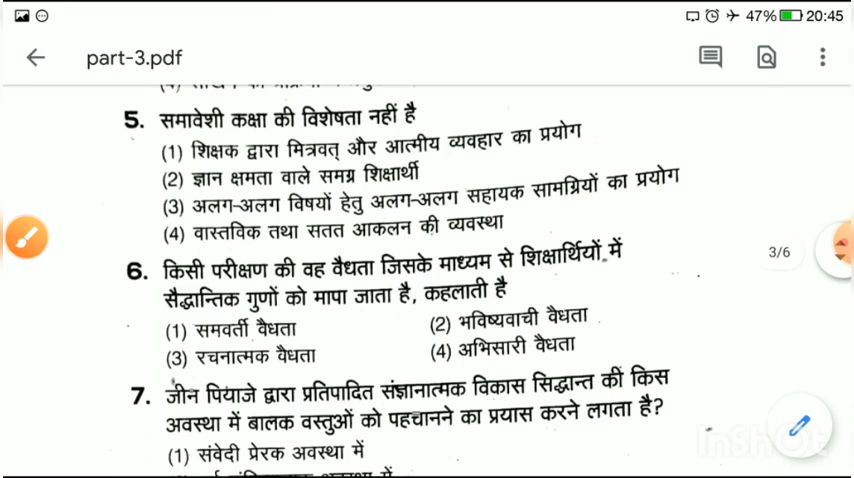 47% 20:45
part-3.pdf
5. समावेशी कक्षा की विशेषता नहीं है
(1) शिक्षक द्वारा मित्रवत् और आत्मीय व्यवहार का प्रयोग
(2) ज्ञान क्षमता वाले समग्र शिक्षार्थी
(3) अलग-अलग विषयों हेतु अलग-अलग सहायक सामग्रियों का प्रयोग
(4) वास्तविक तथा सतत आकलन की व्यवस्था
3/6
6. किसी परीक्षण की वह वैधता जिसके माध्यम से शिक्षार्थियों में
सैद्धान्तिक गुणों को मापा जाता है, कहलाती है
(1) समवर्ती वैधता (2) भविष्यवाची वैधता
(3) रचनात्मक वैधता (4) अभिसारी वैधता
7. जीन पियाजे द्वारा प्रतिपादित संज्ञानात्मक विकास सिद्धान्त की किस
अवस्था में बालक वस्तुओं को पहचानने का प्रयास करने लगता है?
(1) संवेदी प्रेरक अवस्था में
InShOt